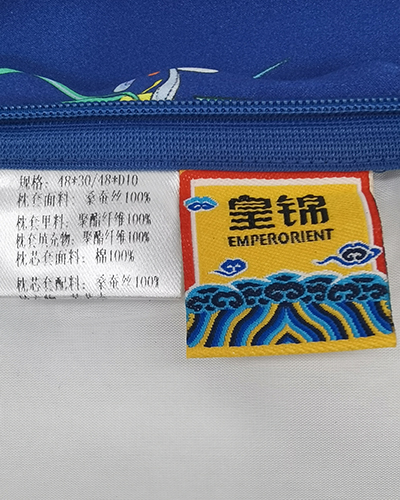 规格: 48*30/48*D10
枕套面料: 桑蚕丝100%
枕套里料: 聚酯纤维100%
枕套填充物: 聚酯纤维100%
枕芯套面料: 棉100%
枕芯套配料: 桑蚕丝100%
皇锦
EMPERORIENT